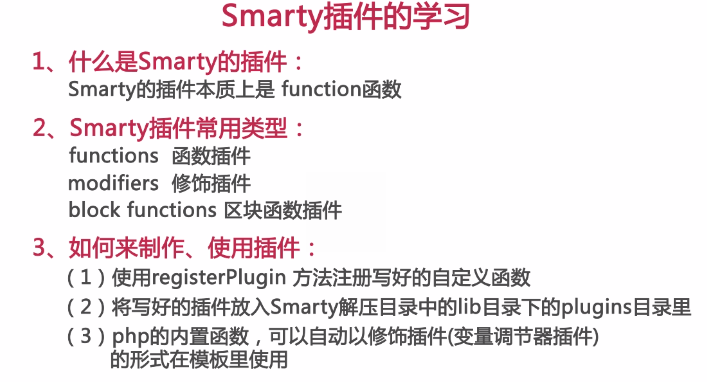 Smarty插件的学习
1、什么是Smarty的插件：
Smarty的插件本质上是 function函数
2、Smarty插件常用类型：
functions 函数插件
modifiers 修饰插件
block functions 区块函数插件
3、如何来制作、使用插件：
（1）使用registerPlugin 方法注册写好的自定义函数
（2）将写好的插件放入Smarty解压目录中的lib目录下的plugins目录里
（3）php的内置函数，可以自动以修饰插件(变量调节器插件)
的形式在模板里使用